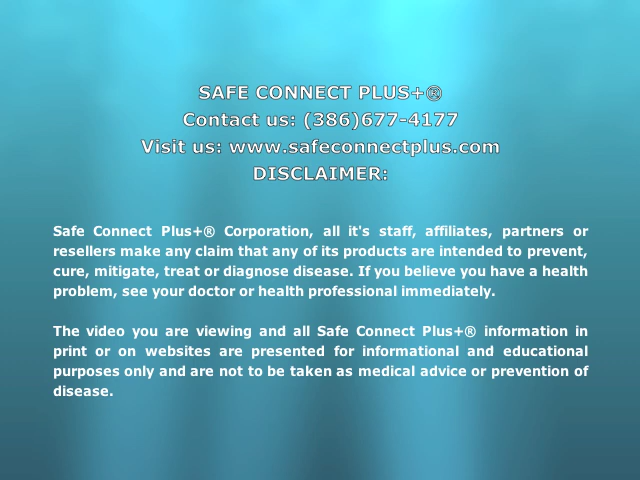 SAFE CONNECT PLUS+®
Contact us: (386)677-4177
Visit us: www.safeconnectplus.com
DISCLAIMER:
Safe Connect Plus+® Corporation, all it's staff, affiliates, partners or
resellers make any claim that any of its products are intended to prevent,
cure, mitigate, treat or diagnose disease. If you believe you have a health
problem, see your doctor or health professional immediately.
The video you are viewing and all Safe Connect Plus+® information in
print or on websites are presented for informational and educational
purposes only and are not to be taken as medical advice or prevention of
disease.